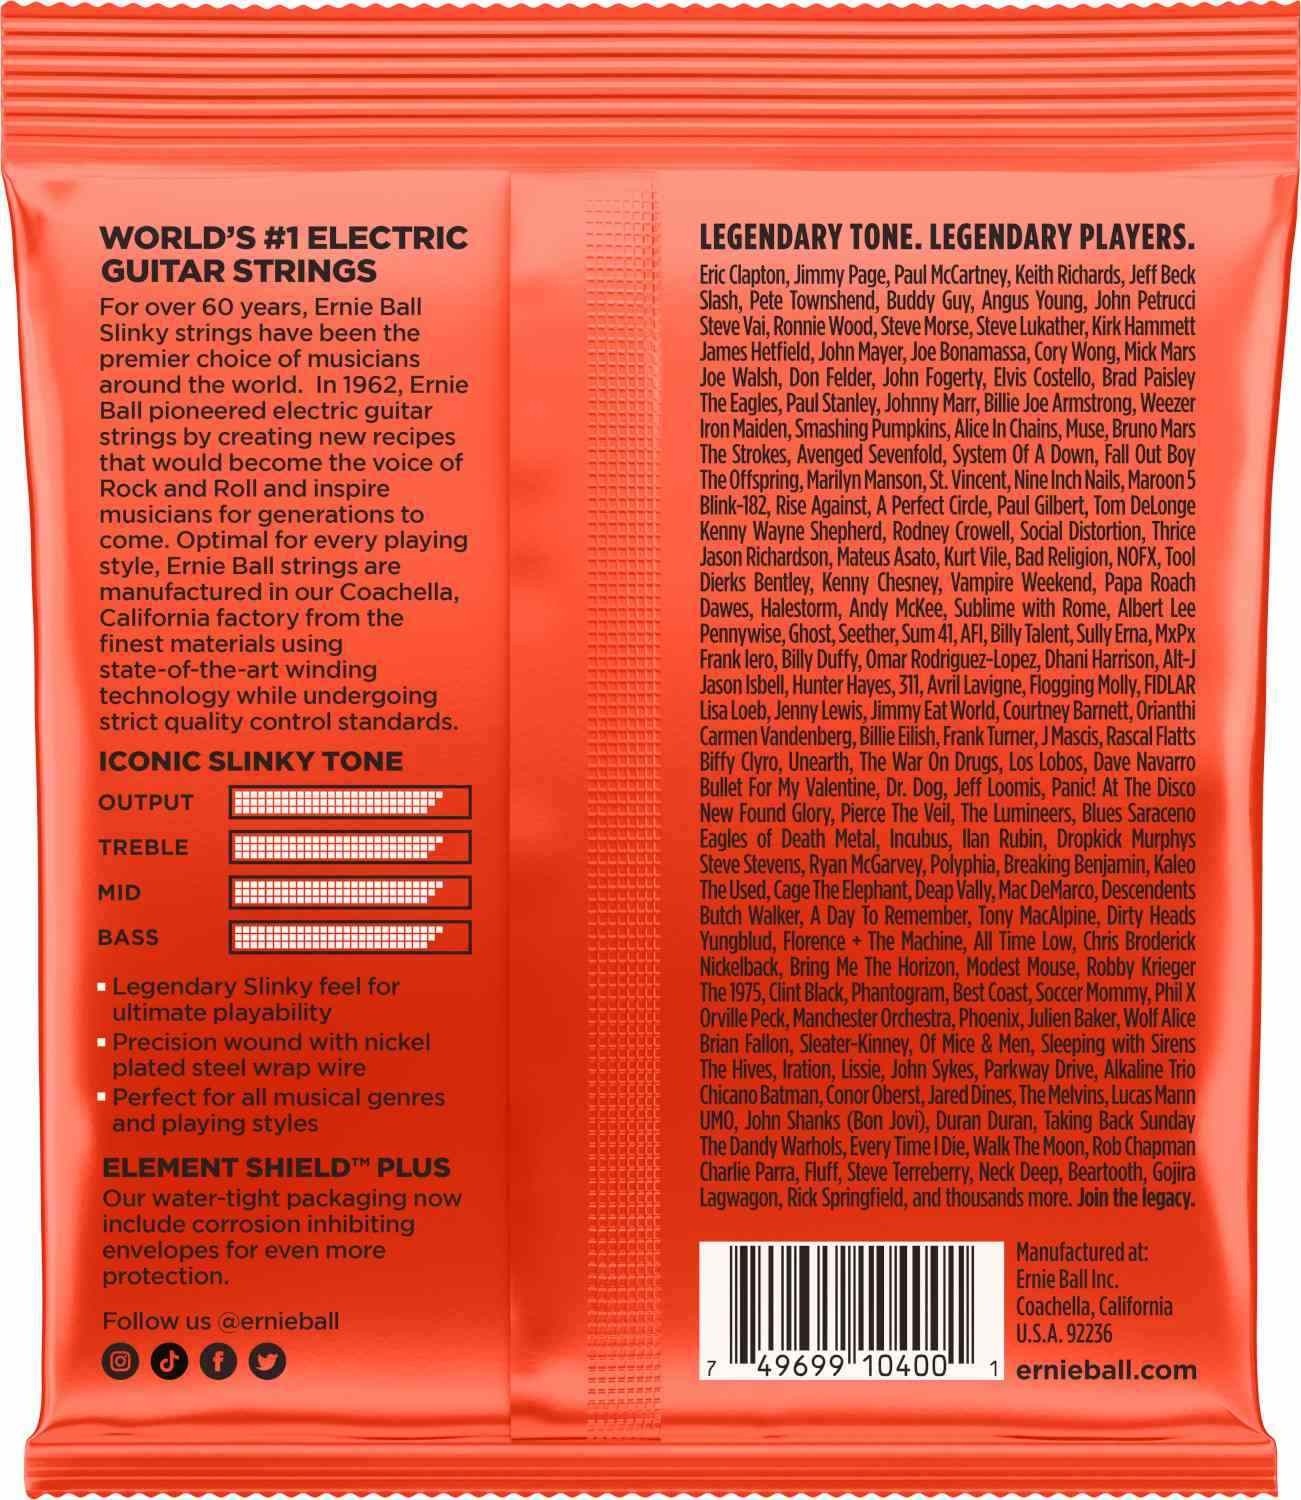 WORLD'S #1 ELECTRIC
GUITAR STRINGS
For over 60 years, Ernie Ball
Slinky strings have been the
premier choice of musicians
around the world. In 1962, Ernie
Ball pioneered electric guitar
strings by creating new recipes
that would become the voice of
Rock and Roll and inspire
musicians for generations to
come. Optimal for every playing
style, Ernie Ball strings are
manufactured in our Coachella,
California factory from the
finest materials using
state-of-the-art winding
technology while undergoing
strict quality control standards.
ICONIC SLINKY TONE
OUTPUT
TREBLE
MID
BASS
Legendary Slinky feel for
ultimate playability
Precision wound with nickel
plated steel wrap wire
Perfect for all musical genres
and playing styles
ELEMENT SHIELD™ PLUS
Our water-tight packaging now
include corrosion inhibiting
envelopes for even more
protection.
Follow us @ernieball
LEGENDARY TONE. LEGENDARY PLAYERS.
Eric Clapton, Jimmy Page, Paul McCartney, Keith Richards, Jeff Beck
Slash, Pete Townshend, Buddy Guy, Angus Young, John Petrucci
Steve Vai, Ronnie Wood, Steve Morse, Steve Lukather, Kirk Hammett
James Hetfield, John Mayer, Joe Bonamassa, Cory Wong, Mick Mars
Joe Walsh, Don Felder, John Fogerty, Elvis Costello, Brad Paisley
The Eagles, Paul Stanley, Johnny Marr, Billie Joe Armstrong, Weezer
Iron Maiden, Smashing Pumpkins, Alice In Chains, Muse, Bruno Mars
The Strokes, Avenged Sevenfold, System Of A Down, Fall Out Boy
The Offspring, Marilyn Manson, St. Vincent, Nine Inch Nails, Maroon 5
Blink-182, Rise Against, A Perfect Circle, Paul Gilbert, Tom DeLonge
Kenny Wayne Shepherd, Rodney Crowell, Social Distortion, Thrice
Jason Richardson, Mateus Asato, Kurt Vile, Bad Religion, NOFX, Tool
Dierks Bentley, Kenny Chesney, Vampire Weekend, Papa Roach
Dawes, Halestorm, Andy McKee, Sublime with Rome, Albert Lee
Pennywise, Ghost, Seether, Sum 41, AFI, Billy Talent, Sully Erna, MxPx
Frank Iero, Billy Duffy, Omar Rodriguez-Lopez, Dhani Harrison, Alt-J
Jason Isbell, Hunter Hayes, 311, Avril Lavigne, Flogging Molly, FIDLAR
Lisa Loeb, Jenny Lewis, Jimmy Eat World, Courtney Barnett, Orianthi
Carmen Vandenberg, Billie Eilish, Frank Turner, J Mascis, Rascal Flatts
Biffy Clyro, Unearth, The War On Drugs, Los Lobos, Dave Navarro
Bullet For My Valentine, Dr. Dog, Jeff Loomis, Panic! At The Disco
New Found Glory, Pierce The Veil, The Lumineers, Blues Saraceno
Eagles of Death Metal, Incubus, Ilan Rubin, Dropkick Murphys
Steve Stevens, Ryan McGarvey, Polyphia, Breaking Benjamin, Kaleo
The Used, Cage The Elephant, Deap Vally, Mac DeMarco, Descendents
Butch Walker, A Day To Remember, Tony MacAlpine, Dirty Heads
Yungblud, Florence + The Machine, All Time Low, Chris Broderick
Nickelback, Bring Me The Horizon, Modest Mouse, Robby Krieger
The 1975, Clint Black, Phantogram, Best Coast, Soccer Mommy, Phil X
Orville Peck, Manchester Orchestra, Phoenix, Julien Baker, Wolf Alice
Brian Fallon, Sleater-Kinney, Of Mice & Men, Sleeping with Sirens
The Hives, Iration, Lissie, John Sykes, Parkway Drive, Alkaline Trio
Chicano Batman, Conor Oberst, Jared Dines, The Melvins, Lucas Mann
UMO, John Shanks (Bon Jovi), Duran Duran, Taking Back Sunday
The Dandy Warhols, Every Time I Die, Walk The Moon, Rob Chapman
Charlie Parra, Fluff, Steve Terreberry, Neck Deep, Beartooth, Gojira
Lagwagon, Rick Springfield, and thousands more. Join the legacy.
7 49699 10400 1
Manufactured at:
Ernie Ball Inc.
Coachella, California
U.S.A. 92236
ernieball.com